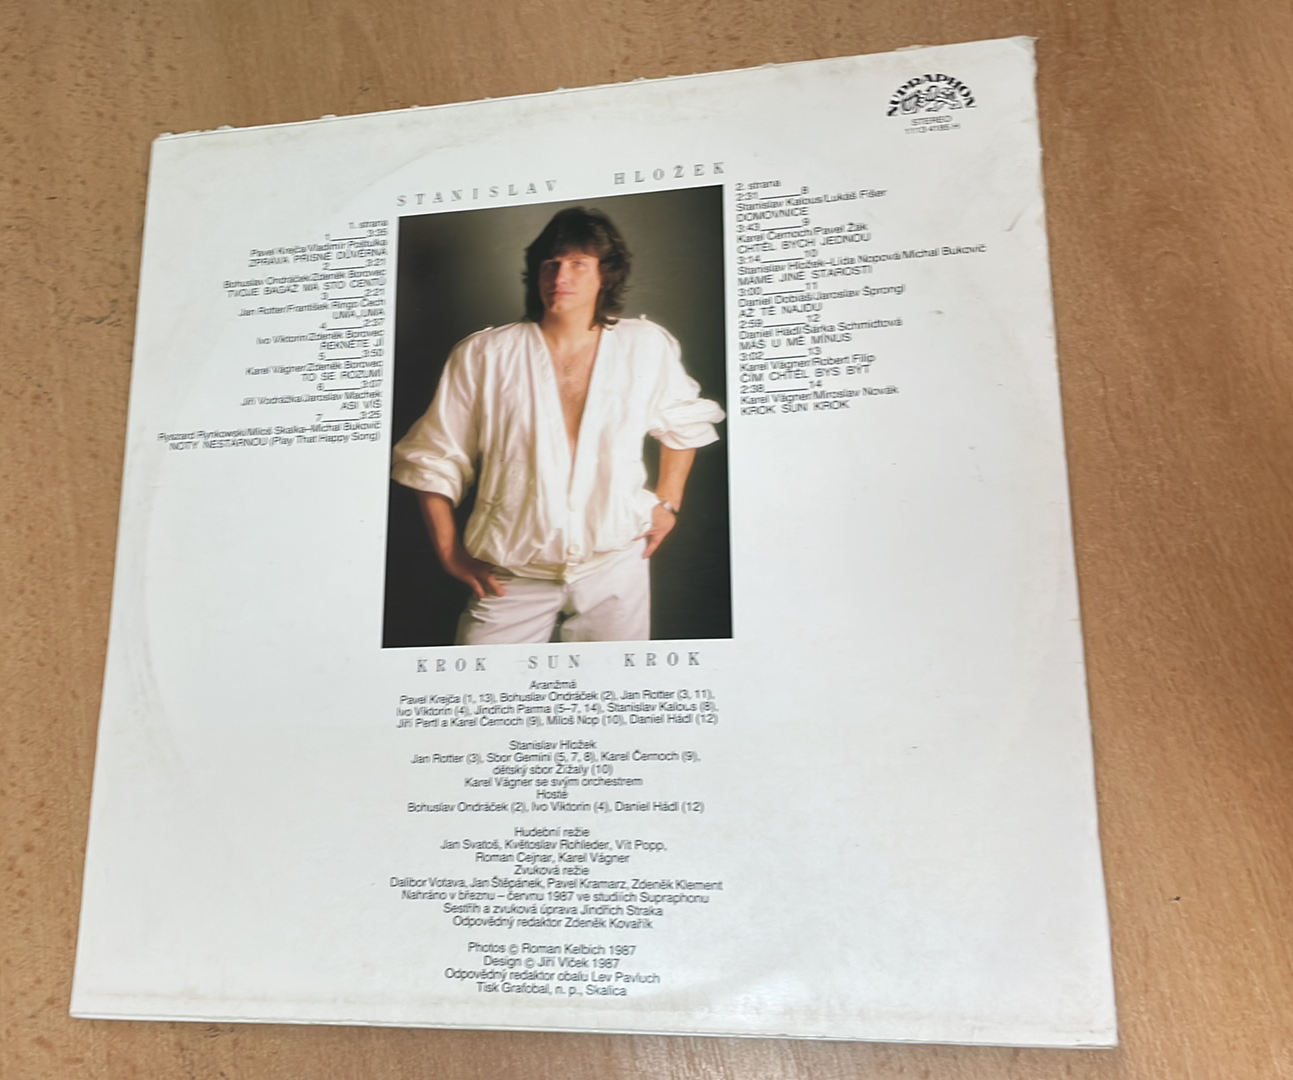 SUPRAPHON
STEREO
1113 4185 H
STANISLAV HLOŽEK
1. strana
1 3:35
Pavel Krejča/Vladimír Poštulka
ZPRÁVA PŘÍSNĚ DŮVĚRNÁ
2 3:21
Bohuslav Ondráček/Zdeněk Borovec
TVOJE BAGÁŽ MÁ STO CENTŮ
3 2:21
Jan Rotter/František Ringo Čech
UMA, UMA
4 2:37
Ivo Viktorin/Zdeněk Borovec
ŘEKNĚTE JÍ
5 3:50
Karel Vágner/Zdeněk Borovec
TO SE ROZUMÍ
6 3:07
Jiří Vodrážka/Jaroslav Machek
ASI VÍŠ
7 3:25
Ryszard Rynkowski/Miloš Skalka–Michal Bukovič
NOTY NESTÁRNOU (Play That Happy Song)
2. strana
2:31 8
Stanislav Kalous/Lukáš Fišer
DOMOVNICE
3:43 9
Karel Černoch/Pavel Žák
CHTĚL BYCH JEDNOU
3:14 10
Stanislav Hložek–Lída Nopová/Michal Bukovič
MÁME JINÉ STAROSTI
3:00 11
Daniel Dobiáš/Jaroslav Šprongl
AŽ TĚ NAJDU
2:59 12
Daniel Hádl/Šárka Schmidtová
MÁŠ U MĚ MÍNUS
3:02 13
Karel Vágner/Robert Filip
ČÍM CHTĚL BYS BÝT
2:38 14
Karel Vágner/Miroslav Novák
KROK SUN KROK
KROK SUN KROK
Aranžmá
Pavel Krejča (1, 13), Bohuslav Ondráček (2), Jan Rotter (3, 11),
Ivo Viktorin (4), Jindřich Parma (5–7, 14), Stanislav Kalous (8),
Jiří Pertl a Karel Černoch (9), Miloš Nop (10), Daniel Hádl (12)
Stanislav Hložek
Jan Rotter (3), Sbor Gemini (5, 7, 8), Karel Černoch (9),
dětský sbor Žížaly (10)
Karel Vágner se svým orchestrem
Hosté
Bohuslav Ondráček (2), Ivo Viktorin (4), Daniel Hádl (12)
Hudební režie
Jan Svatoš, Květoslav Rohleder, Vít Popp,
Roman Cejnar, Karel Vágner
Zvuková režie
Dalibor Votava, Jan Štěpánek, Pavel Kramarz, Zdeněk Klement
Nahráno v březnu – červnu 1987 ve studiích Supraphonu
Sestřih a zvuková úprava Jindřich Straka
Odpovědný redaktor Zdeněk Kovařík
Photos © Roman Kelbich 1987
Design © Jiří Vlček 1987
Odpovědný redaktor obalu Lev Pavluch
Tisk Grafobal, n. p., Skalica